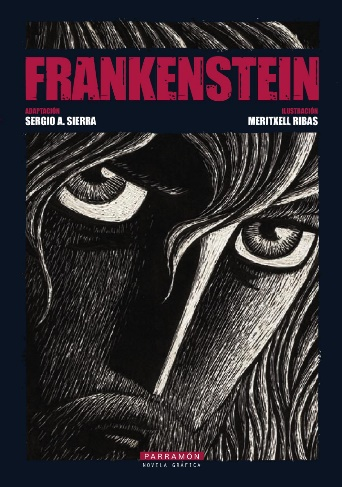 FRANKENSTEIN
ADAPTACIÓN
SERGIO A. SIERRA
ILUSTRACIÓN
MERITXELL RIBAS
PARRAMÓN
NOVELA GRÁFICA